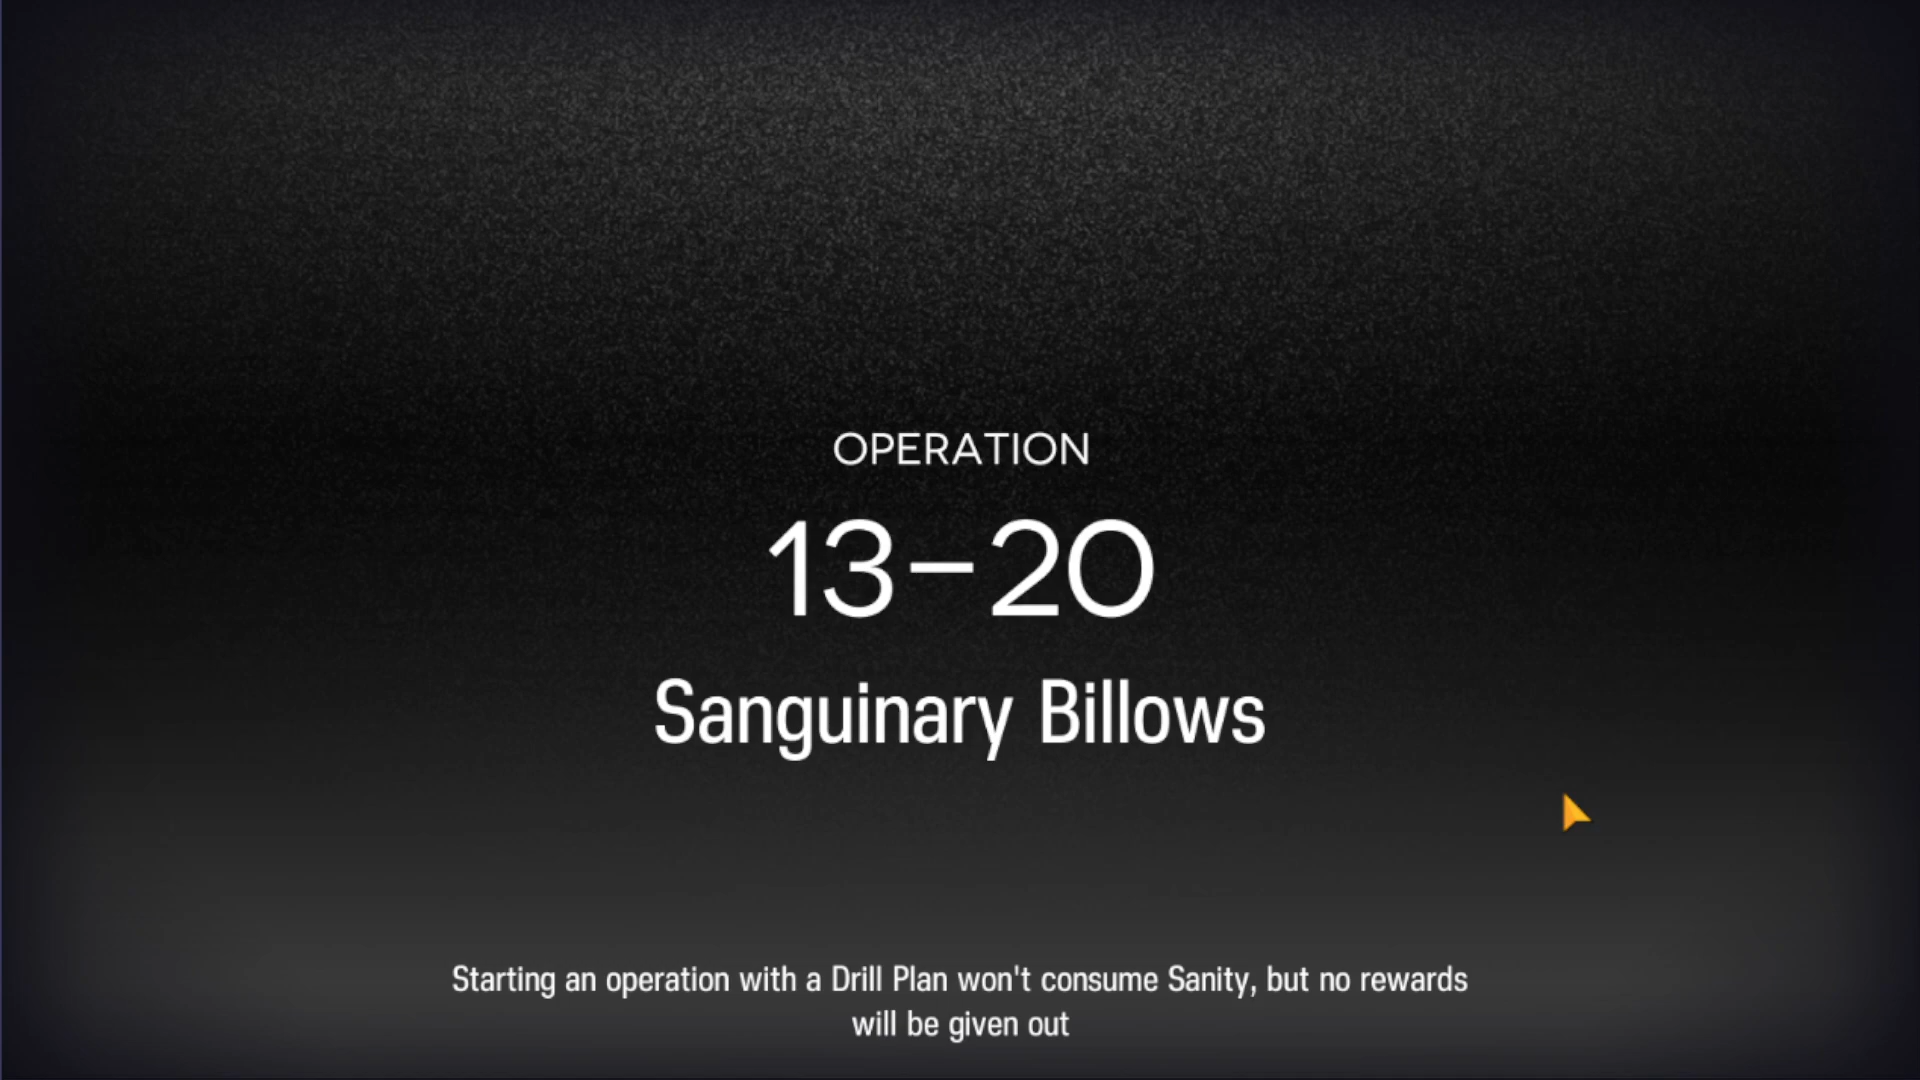 OPERATION
13-20
Sanguinary Billows
Starting an operation with a Drill Plan won't consume Sanity, but no rewards
will be given out